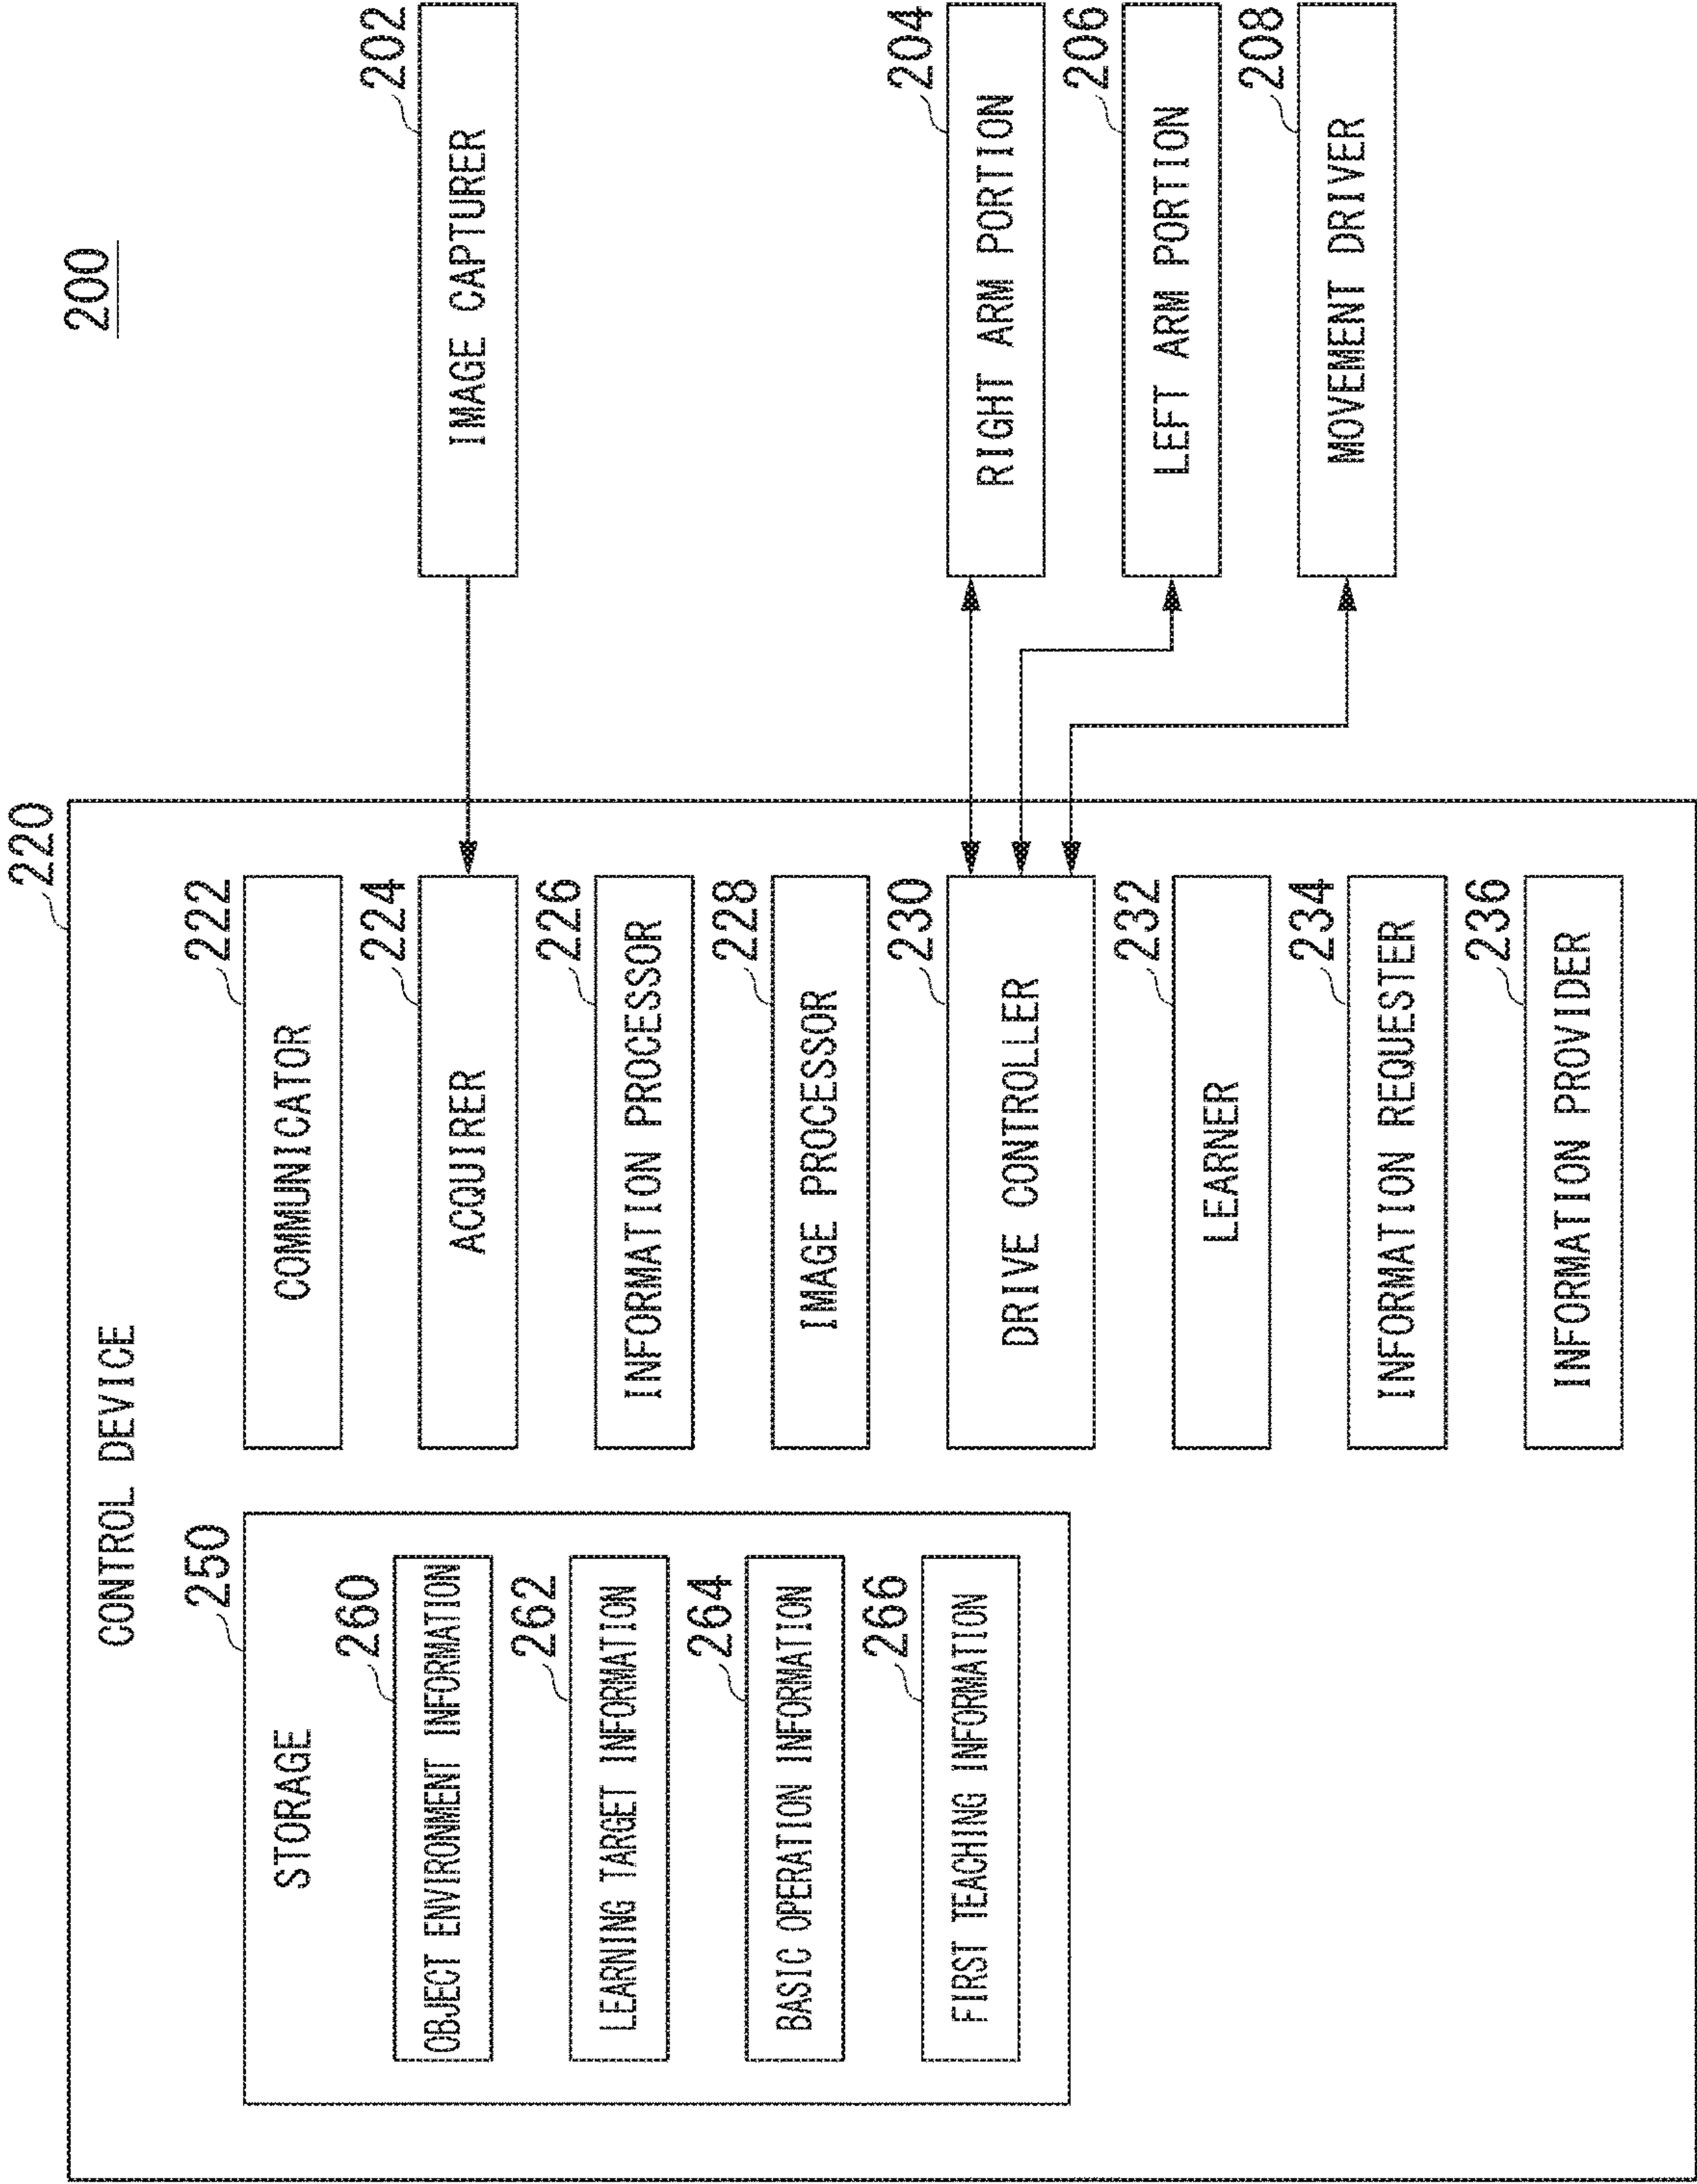 200
220
CONTROL DEVICE
250
STORAGE
260
OBJECT ENVIRONMENT INFORMATION
262
LEARNING TARGET INFORMATION
264
BASIC OPERATION INFORMATION
266
FIRST TEACHING INFORMATION
222
COMMUNICATOR
224
ACQUIRER
226
INFORMATION PROCESSOR
228
IMAGE PROCESSOR
230
DRIVE CONTROLLER
232
LEARNER
234
INFORMATION REQUESTER
236
INFORMATION PROVIDER
202
IMAGE CAPTURER
204
RIGHT ARM PORTION
206
LEFT ARM PORTION
208
MOVEMENT DRIVER